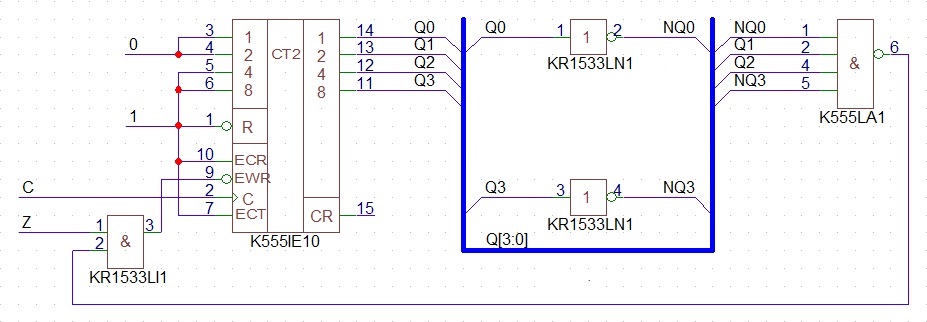 0
1
C
Z
3
4
5
6
1
10
9
2
7
1
2
4
8
R
ECR
EWR
C
ECT
CT2
1
2
4
8
CR
K555IE10
14
13
12
11
15
Q0
Q1
Q2
Q3
1
2
3
&
KR1533LI1
Q0
1
1
2
NQ0
KR1533LN1
Q3
3
1
4
NQ3
KR1533LN1
Q[3:0]
NQ0
Q1
Q2
NQ3
1
2
4
5
&
6
K555LA1